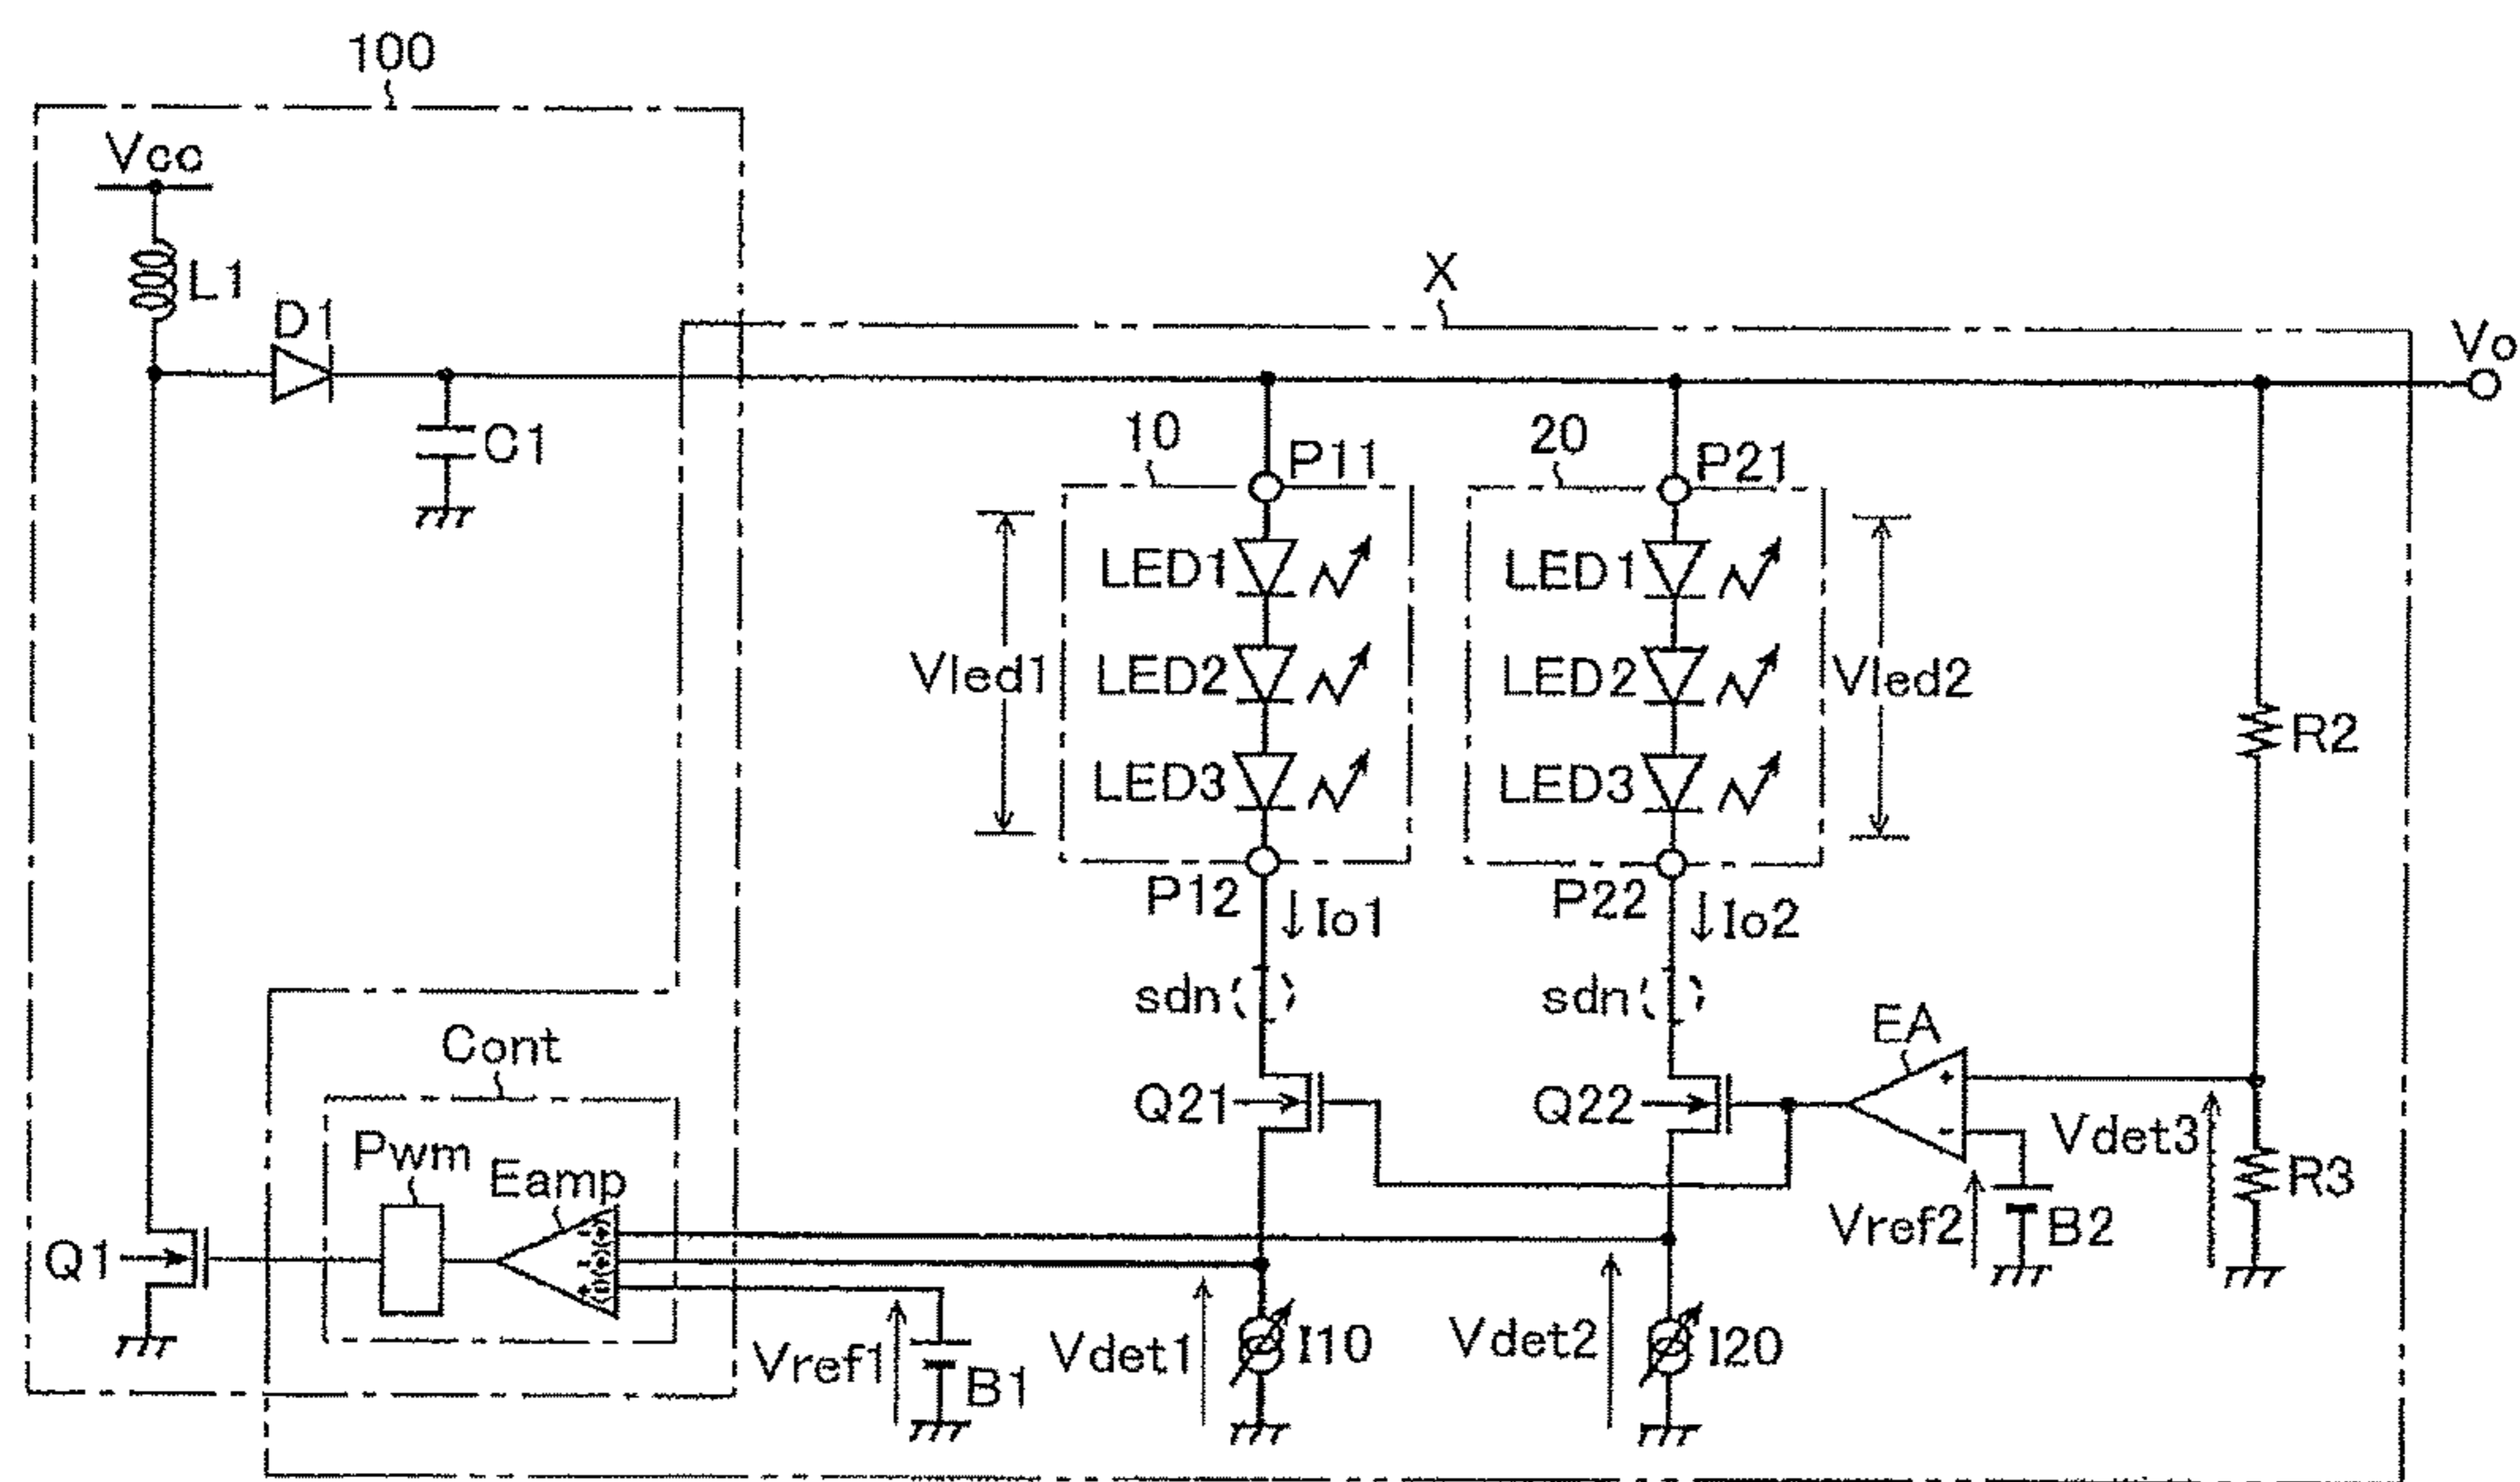 100
Vcc
L1
D1
C1
X
Vo
10
P11
20
P21
LED1
LED1
Vled1
LED2
LED2
Vled2
LED3
LED3
R2
P12
Io1
P22
Io2
sdn
sdn
EA
Cont
Q21
Q22
+
-
Vdet3
Pwm
Eamp
R3
Vref2
B2
Q1
Vref1
B1
Vdet1
I10
Vdet2
I20